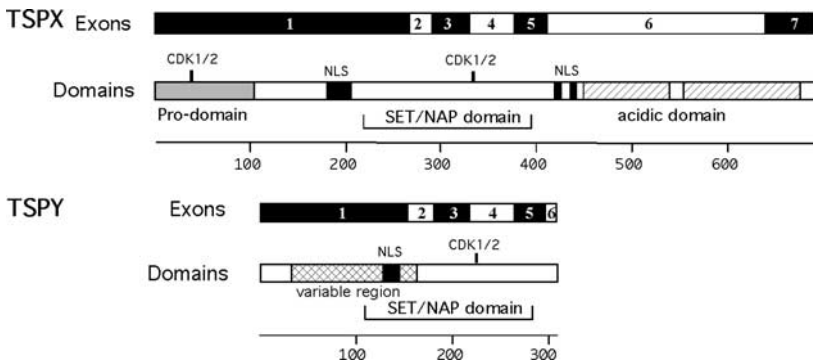 TSPX Exons 1 2 3 4 5 6 7
CDK1/2 NLS CDK1/2 NLS
Domains
Pro-domain SET/NAP domain acidic domain
100 200 300 400 500 600
TSPY Exons 1 2 3 4 5 6
NLS CDK1/2
Domains
variable region
SET/NAP domain
100 200 300